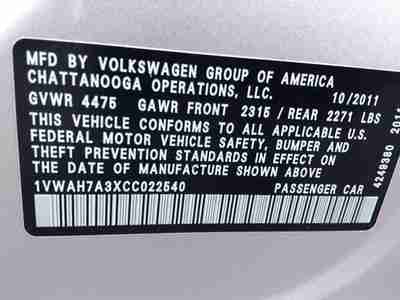 MFD BY VOLKSWAGEN GROUP OF AMERICA
CHATTANOOGA OPERATIONS, LLC. 10/2011
GVWR 4475 GAWR FRONT 2315/REAR 2271 LBS
THIS VEHICLE CONFORMS TO ALL APPLICABLE U.S.
FEDERAL MOTOR VEHICLE SAFETY, BUMPER AND
THEFT PREVENTION STANDARDS IN EFFECT ON
THE DATE OF MANUFACTURE SHOWN ABOVE
1VWAH7A3XCC022540 PASSENGER CAR
4249380